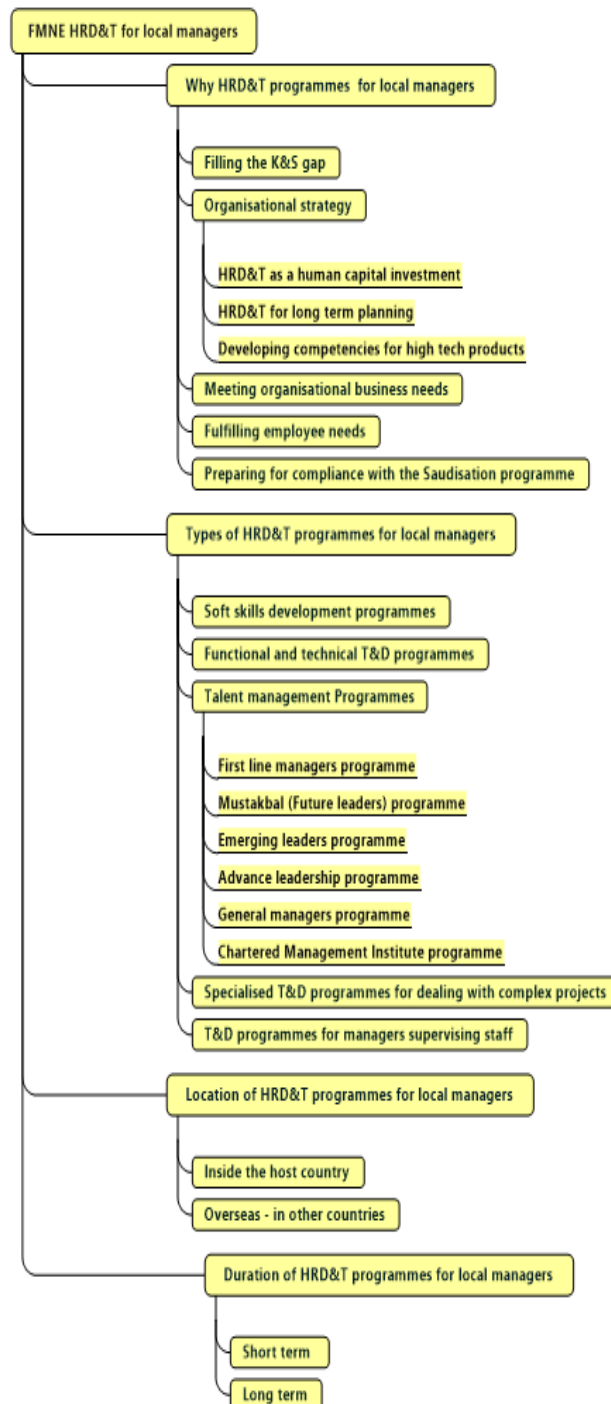 FMNE HRD&T for local managers
Why HRD&T programmes for local managers
Filling the K&S gap
Organisational strategy
HRD&T as a human capital investment
HRD&T for long term planning
Developing competencies for high tech products
Meeting organisational business needs
Fulfilling employee needs
Preparing for compliance with the Saudisation programme
Types of HRD&T programmes for local managers
Soft skills development programmes
Functional and technical T&D programmes
Talent management Programmes
First line managers programme
Mustakbal (Future leaders) programme
Emerging leaders programme
Advance leadership programme
General managers programme
Chartered Management Institute programme
Specialised T&D programmes for dealing with complex projects
T&D programmes for managers supervising staff
Location of HRD&T programmes for local managers
Inside the host country
Overseas - in other countries
Duration of HRD&T programmes for local managers
Short term
Long term